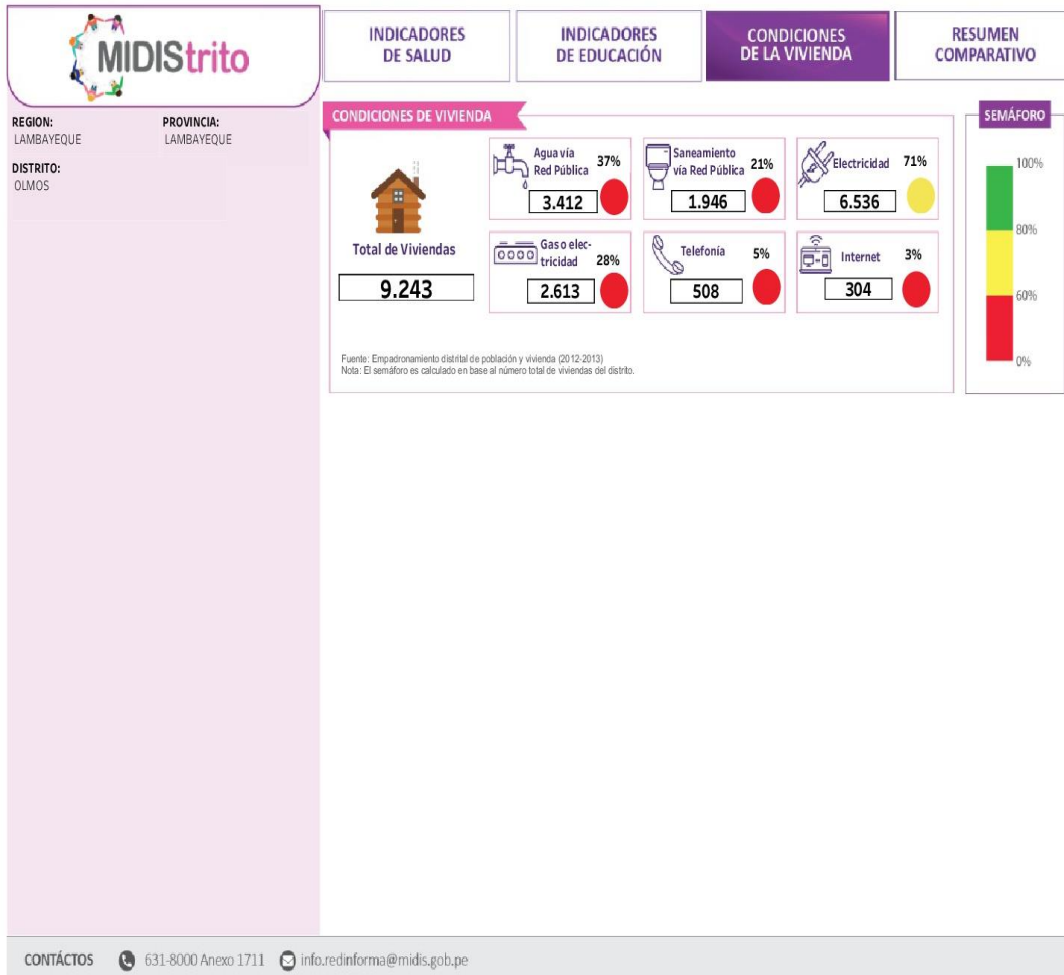 MIDIStrito
INDICADORES
DE SALUD
INDICADORES
DE EDUCACIÓN
CONDICIONES
DE LA VIVIENDA
RESUMEN
COMPARATIVO
REGION:
LAMBAYEQUE
PROVINCIA:
LAMBAYEQUE
DISTRITO:
OLMOS
CONDICIONES DE VIVIENDA
Total de Viviendas
9.243
Agua vía
Red Pública
37%
3.412
Saneamiento
vía Red Pública
21%
1.946
Electricidad
71%
6.536
Gas o elec-
tricidad
28%
2.613
Telefonía
5%
508
Internet
3%
304
Fuente: Empadronamiento distrital de población y vivienda (2012-2013)
Nota: El semáforo es calculado en base al número total de viviendas del distrito.
SEMÁFORO
100%
80%
60%
0%
CONTÁCTOS 631-8000 Anexo 1711 info.redinforma@midis.gob.pe